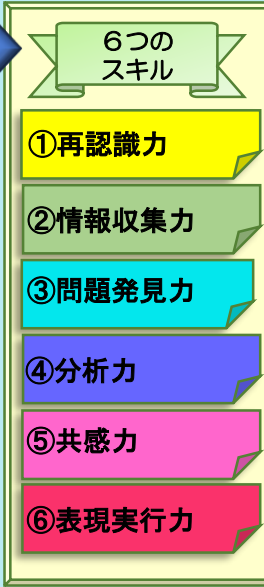 ６つの
スキル
①再認識力
②情報収集力
③問題発見力
④分析力
⑤共感力
⑥表現実行力